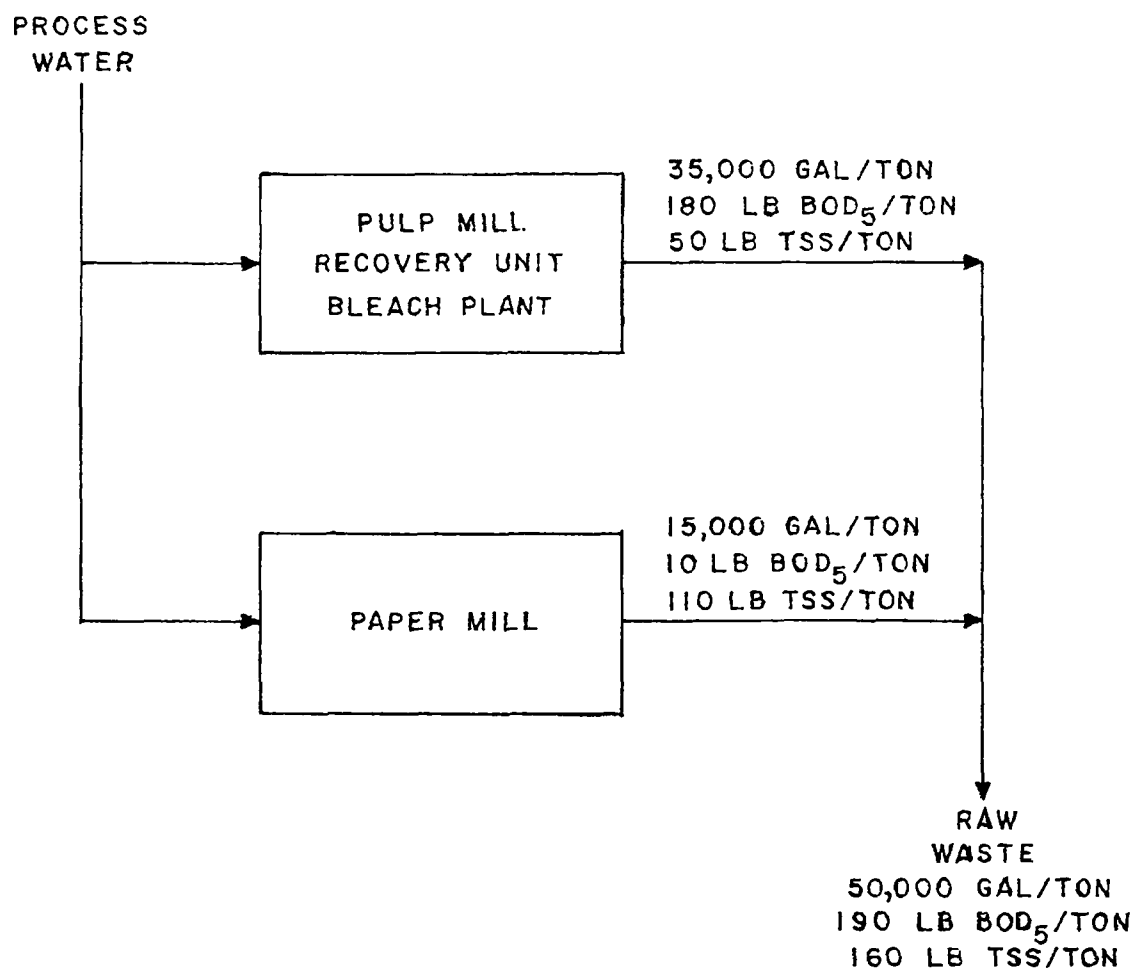 PROCESS
WATER
35,000 GAL/TON
180 LB BOD5/TON
50 LB TSS/TON
PULP MILL
RECOVERY UNIT
BLEACH PLANT
15,000 GAL/TON
10 LB BOD5/TON
110 LB TSS/TON
PAPER MILL
RAW
WASTE
50,000 GAL/TON
190 LB BOD5/TON
160 LB TSS/TON